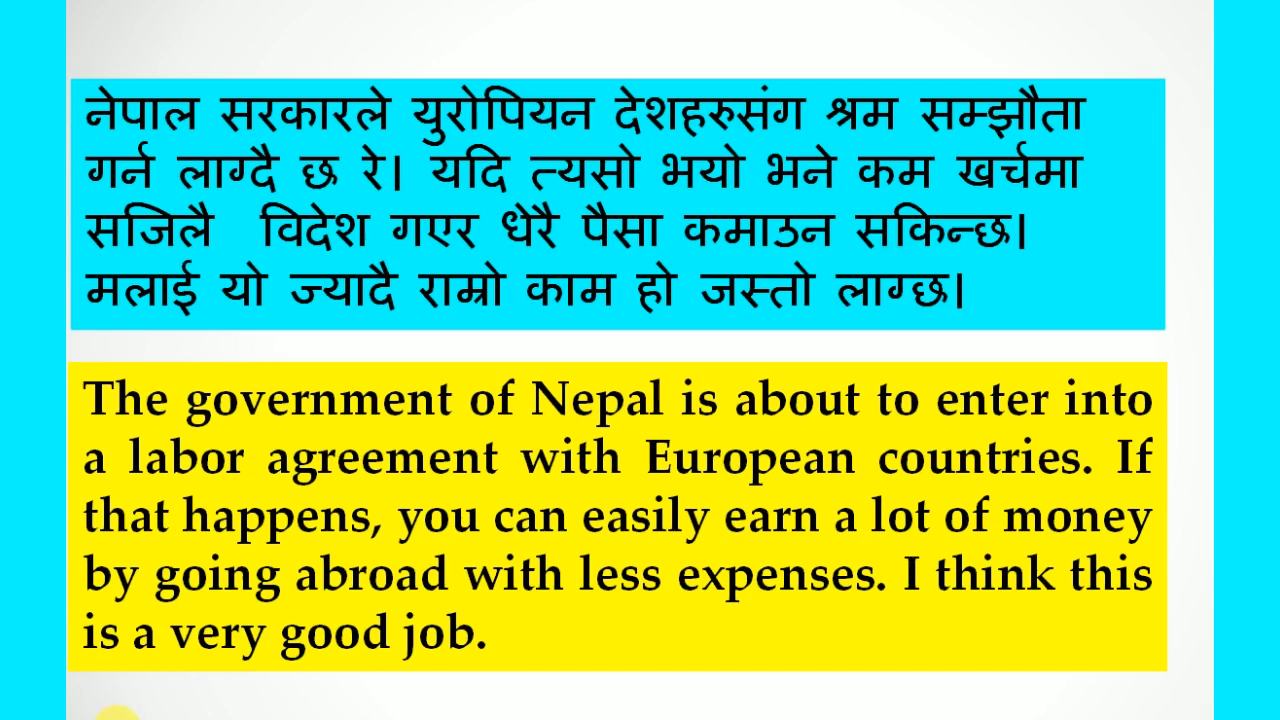 नेपाल सरकारले युरोपियन देशहरुसंग श्रम सम्झौता
गर्न लाग्दै छ रे। यदि त्यसो भयो भने कम खर्चमा
सजिलै विदेश गएर धेरै पैसा कमाउन सकिन्छ।
मलाई यो ज्यादै राम्रो काम हो जस्तो लाग्छ।
The government of Nepal is about to enter into
a labor agreement with European countries. If
that happens, you can easily earn a lot of money
by going abroad with less expenses. I think this
is a very good job.